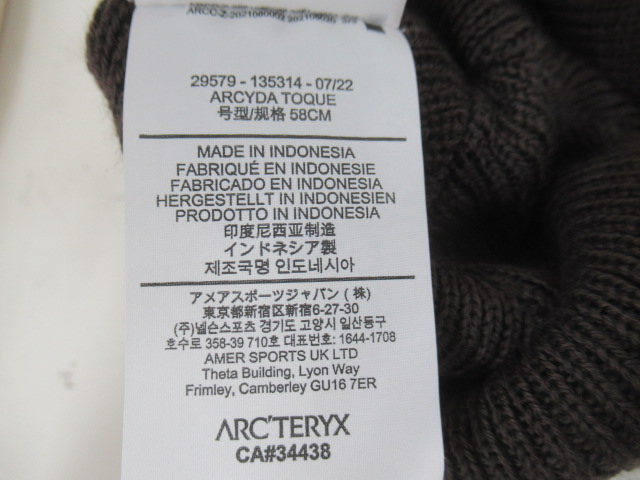 29579 - 135314 - 07/22
ARCYDA TOQUE
号型/规格 58CM
MADE IN INDONESIA
FABRIQUÉ EN INDONESIE
FABRICADO EN INDONESIA
HERGESTELLT IN INDONESIEN
PRODOTTO IN INDONESIA
印度尼西亚制造
インドネシア製
제조국명 인도네시아
アメアスポーツジャパン (株)
東京都新宿区新宿6-27-30
(주)넬슨스포츠 경기도 고양시 일산동구
호수로 358-39 710호 대표번호: 1644-1708
AMER SPORTS UK LTD
Theta Building, Lyon Way
Frimley, Camberley GU16 7ER
ARC'TERYX
CA#34438